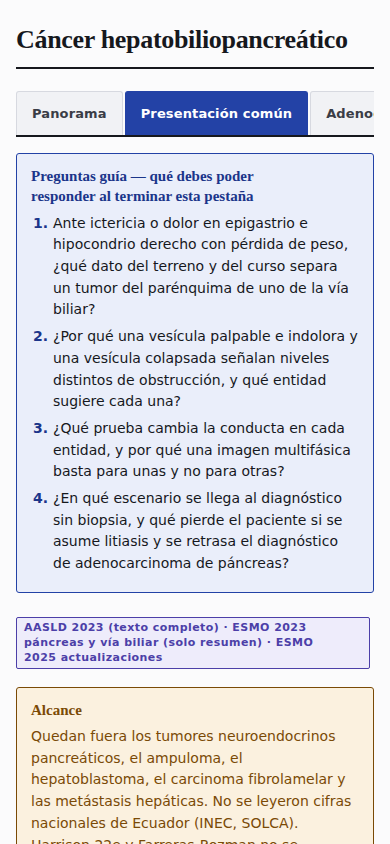 Cáncer hepatobiliopancreático
Panorama
Presentación común
Adeno
Preguntas guía — qué debes poder
responder al terminar esta pestaña
1. Ante ictericia o dolor en epigastrio e
hipocondrio derecho con pérdida de peso,
¿qué dato del terreno y del curso separa
un tumor del parénquima de uno de la vía
biliar?
2. ¿Por qué una vesícula palpable e indolora y
una vesícula colapsada señalan niveles
distintos de obstrucción, y qué entidad
sugiere cada una?
3. ¿Qué prueba cambia la conducta en cada
entidad, y por qué una imagen multifásica
basta para unas y no para otras?
4. ¿En qué escenario se llega al diagnóstico
sin biopsia, y qué pierde el paciente si se
asume litiasis y se retrasa el diagnóstico
de adenocarcinoma de páncreas?
AASLD 2023 (texto completo) · ESMO 2023
páncreas y vía biliar (solo resumen) · ESMO
2025 actualizaciones
Alcance
Quedan fuera los tumores neuroendocrinos
pancreáticos, el ampuloma, el
hepatoblastoma, el carcinoma fibrolamelar y
las metástasis hepáticas. No se leyeron cifras
nacionales de Ecuador (INEC, SOLCA).
Harrison 22e y Farreras-Rozman no se